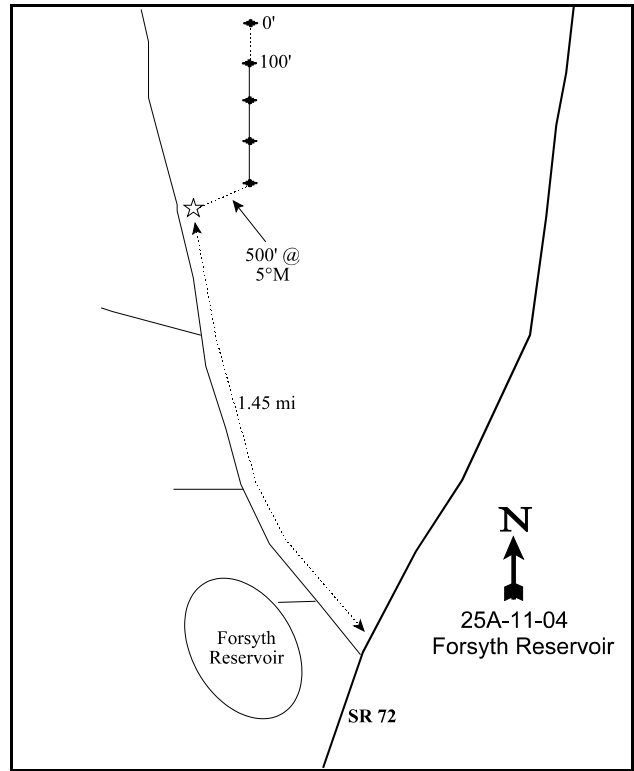 0'
100'
500' @
5°M
1.45 mi
N
25A-11-04
Forsyth Reservoir
Forsyth
Reservoir
SR 72